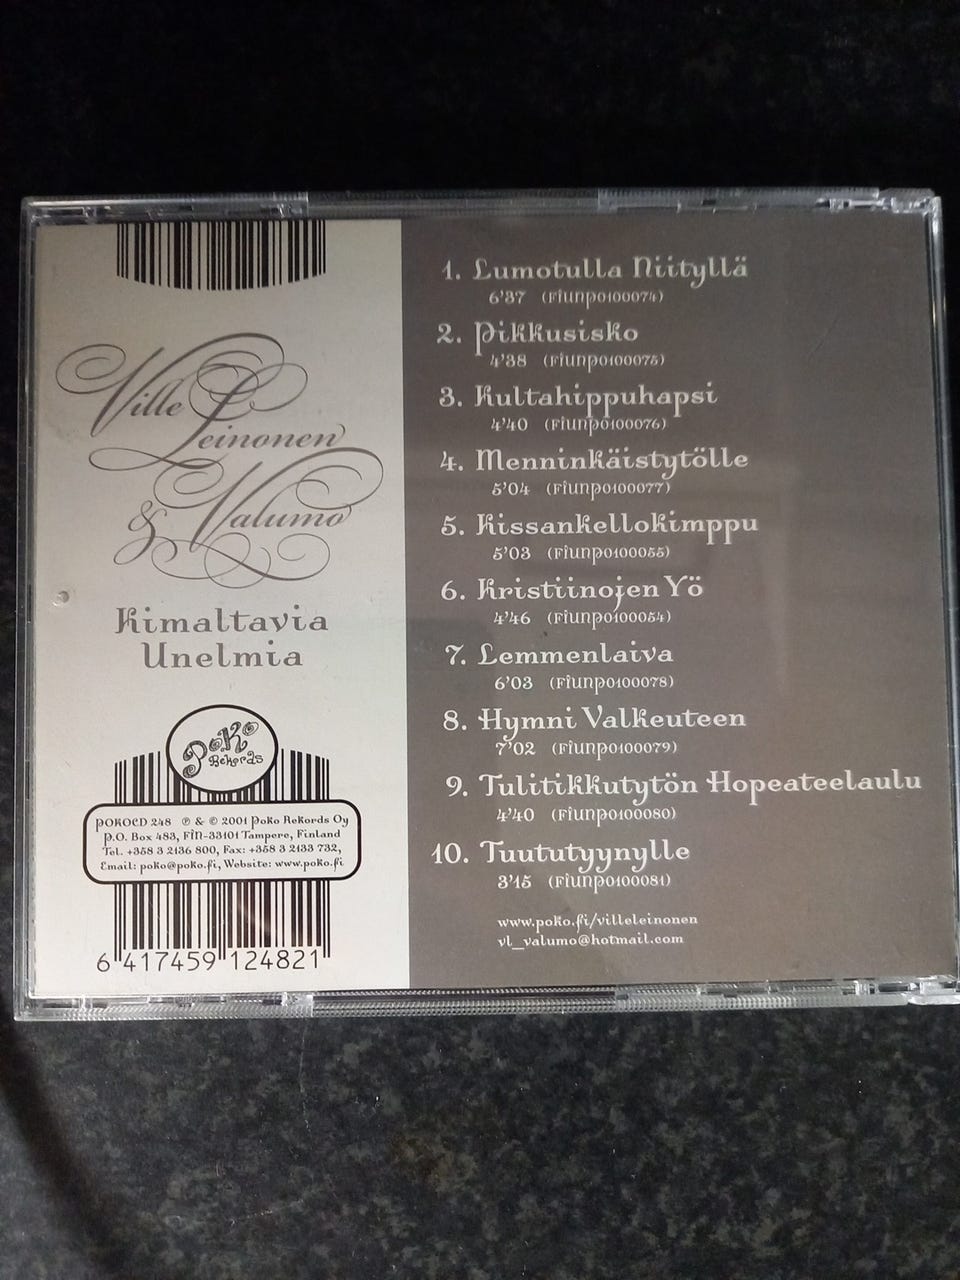 Ville
Leinonen
& Valumo
Kimaltavia
Unelmia
Poko
Rekords
POKOCD 248 ℗ & © 2001 Poko Rekords Oy
P.O. Box 483, FIN-33101 Tampere, Finland
Tel. +358 3 2136 800, Fax: +358 3 2133 732,
Email: poko@poko.fi, Website: www.poko.fi
6 417459 124821
1. Lumotulla Niityllä
6'37 (FIUNP0100074)
2. Pikkusisko
4'38 (FIUNP0100075)
3. Kultahippuhapsi
4'40 (FIUNP0100076)
4. Menninkäistytölle
5'04 (FIUNP0100077)
5. Kissankellokimppu
5'03 (FIUNP0100055)
6. Kristiinojen Yö
4'46 (FIUNP0100054)
7. Lemmenlaiva
6'03 (FIUNP0100078)
8. Hymni Valkeuteen
7'02 (FIUNP0100079)
9. Tulitikkutytön Hopeateelaulu
4'40 (FIUNP0100080)
10. Tuututyynylle
3'15 (FIUNP0100081)
www.poko.fi/villeleinonen
vl_valumo@hotmail.com